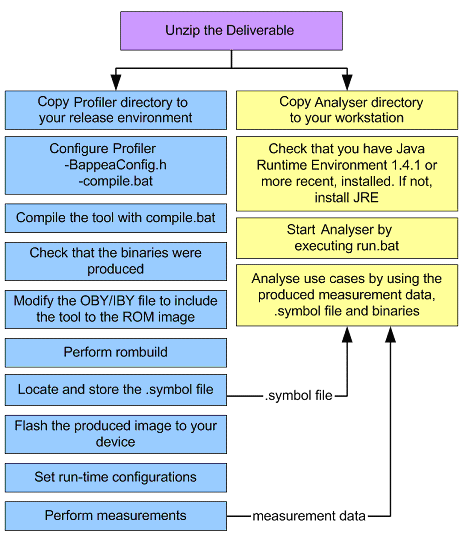 Unzip the Deliverable
Copy Profiler directory to
your release environment
Configure Profiler
-BappeaConfig.h
-compile.bat
Compile the tool with compile.bat
Check that the binaries were
produced
Modify the OBY/IBY file to include
the tool to the ROM image
Perform rombuild
Locate and store the .symbol file
Flash the produced image to your
device
Set run-time configurations
Perform measurements
Copy Analyser directory
to your workstation
Check that you have Java
Runtime Environment 1.4.1 or
more recent, installed. If not,
install JRE
Start Analyser by
executing run.bat
Analyse use cases by using the
produced measurement data,
.symbol file and binaries
.symbol file
measurement data